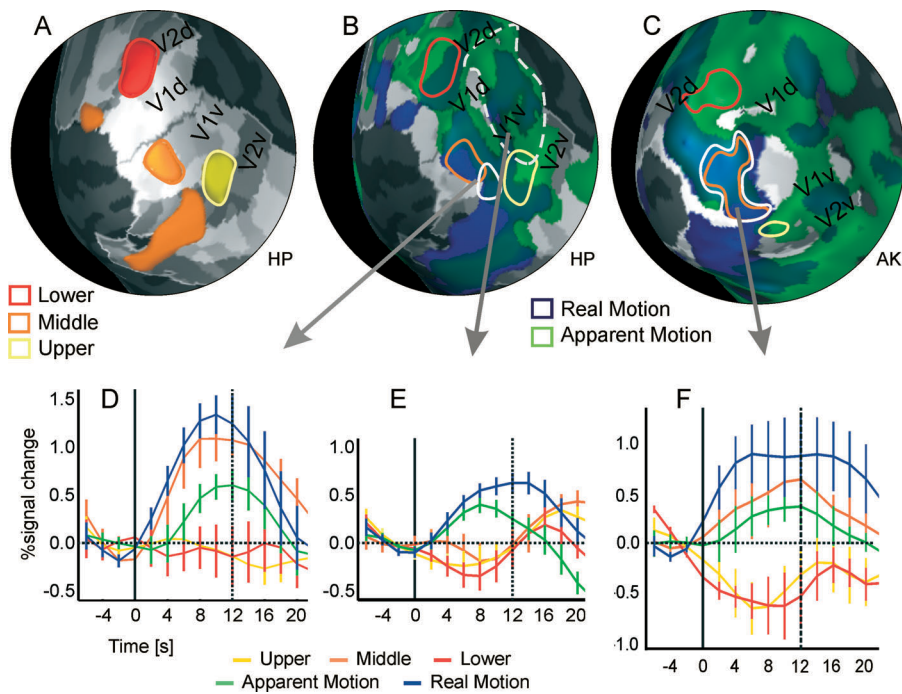 A
V2d
V1d
V1v
V2v
HP
B
V2d
V1d
V1v
V2v
HP
C
V2d
V1d
V1v
V2v
AK
Lower
Middle
Upper
Real Motion
Apparent Motion
D
%signal change
1.5
1.0
0.5
0.0
-0.5
-4 0 4 8 12 16 20
Time [s]
E
1.0
0.5
0.0
-0.5
-4 0 4 8 12 16 20
F
1.0
0.5
0.0
-0.5
-1.0
-4 0 4 8 12 16 20
Upper Middle Lower
Apparent Motion Real Motion